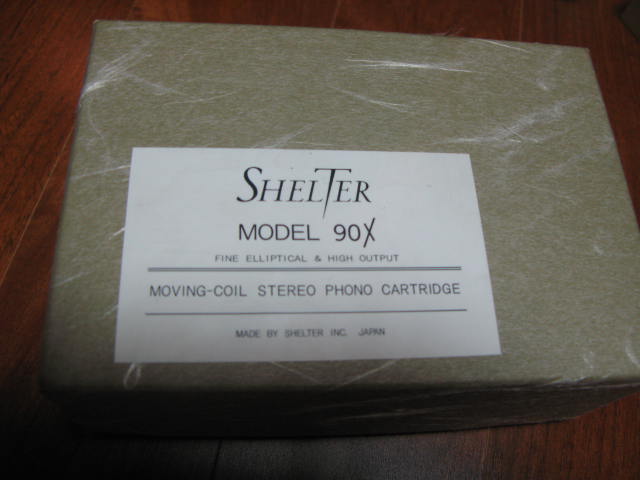 SHELTER
MODEL 90X
FINE ELLIPTICAL & HIGH OUTPUT
MOVING-COIL STEREO PHONO CARTRIDGE
MADE BY SHELTER INC. JAPAN